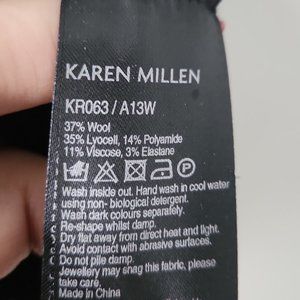 KAREN MILLEN
KR063 / A13W
37% Wool
35% Lyocell, 14% Polyamide
11% Viscose, 3% Elastane
Wash inside out. Hand wash in cool water
using non- biological detergent.
Wash dark colours separately.
Re-shape whilst damp.
Dry flat away from direct heat and light.
Avoid contact with abrasive surfaces.
Do not pile damp.
Jewellery may snag this fabric.
Made in China